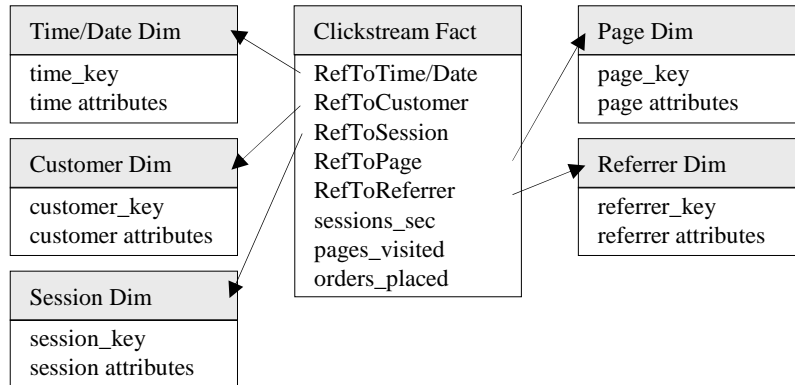 Time/Date Dim
time_key
time attributes
Customer Dim
customer_key
customer attributes
Session Dim
session_key
session attributes
Clickstream Fact
RefToTime/Date
RefToCustomer
RefToSession
RefToPage
RefToReferrer
sessions_sec
pages_visited
orders_placed
Page Dim
page_key
page attributes
Referrer Dim
referrer_key
referrer attributes